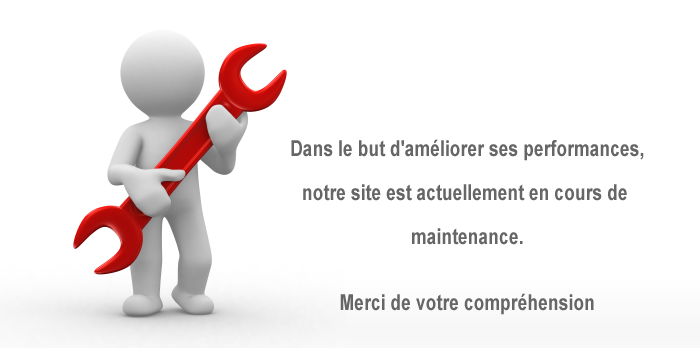 Dans le but d'améliorer ses performances,
notre site est actuellement en cours de
maintenance.
Merci de votre compréhension